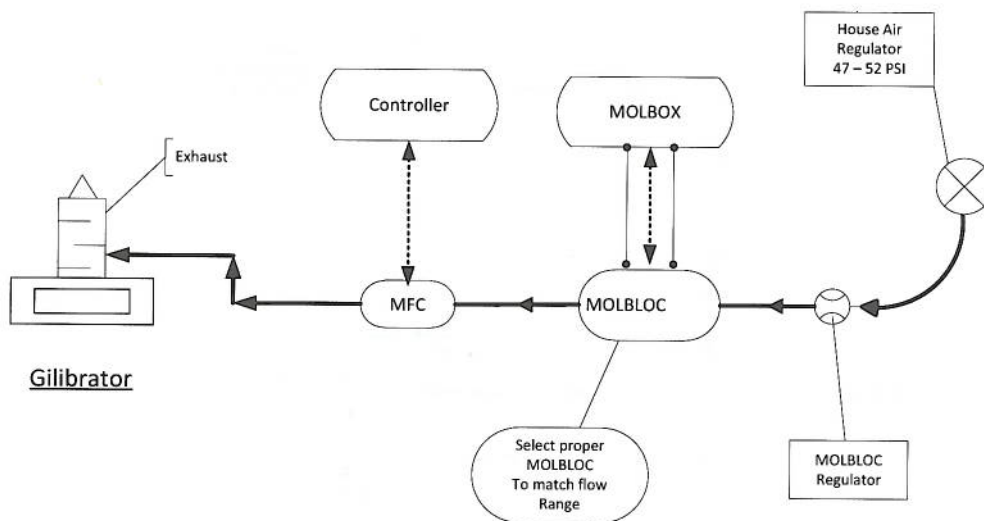 House Air
Regulator
47 – 52 PSI
Controller
MOLBOX
Exhaust
MFC
MOLBLOC
Gilibrator
Select proper
MOLBLOC
To match flow
Range
MOLBLOC
Regulator